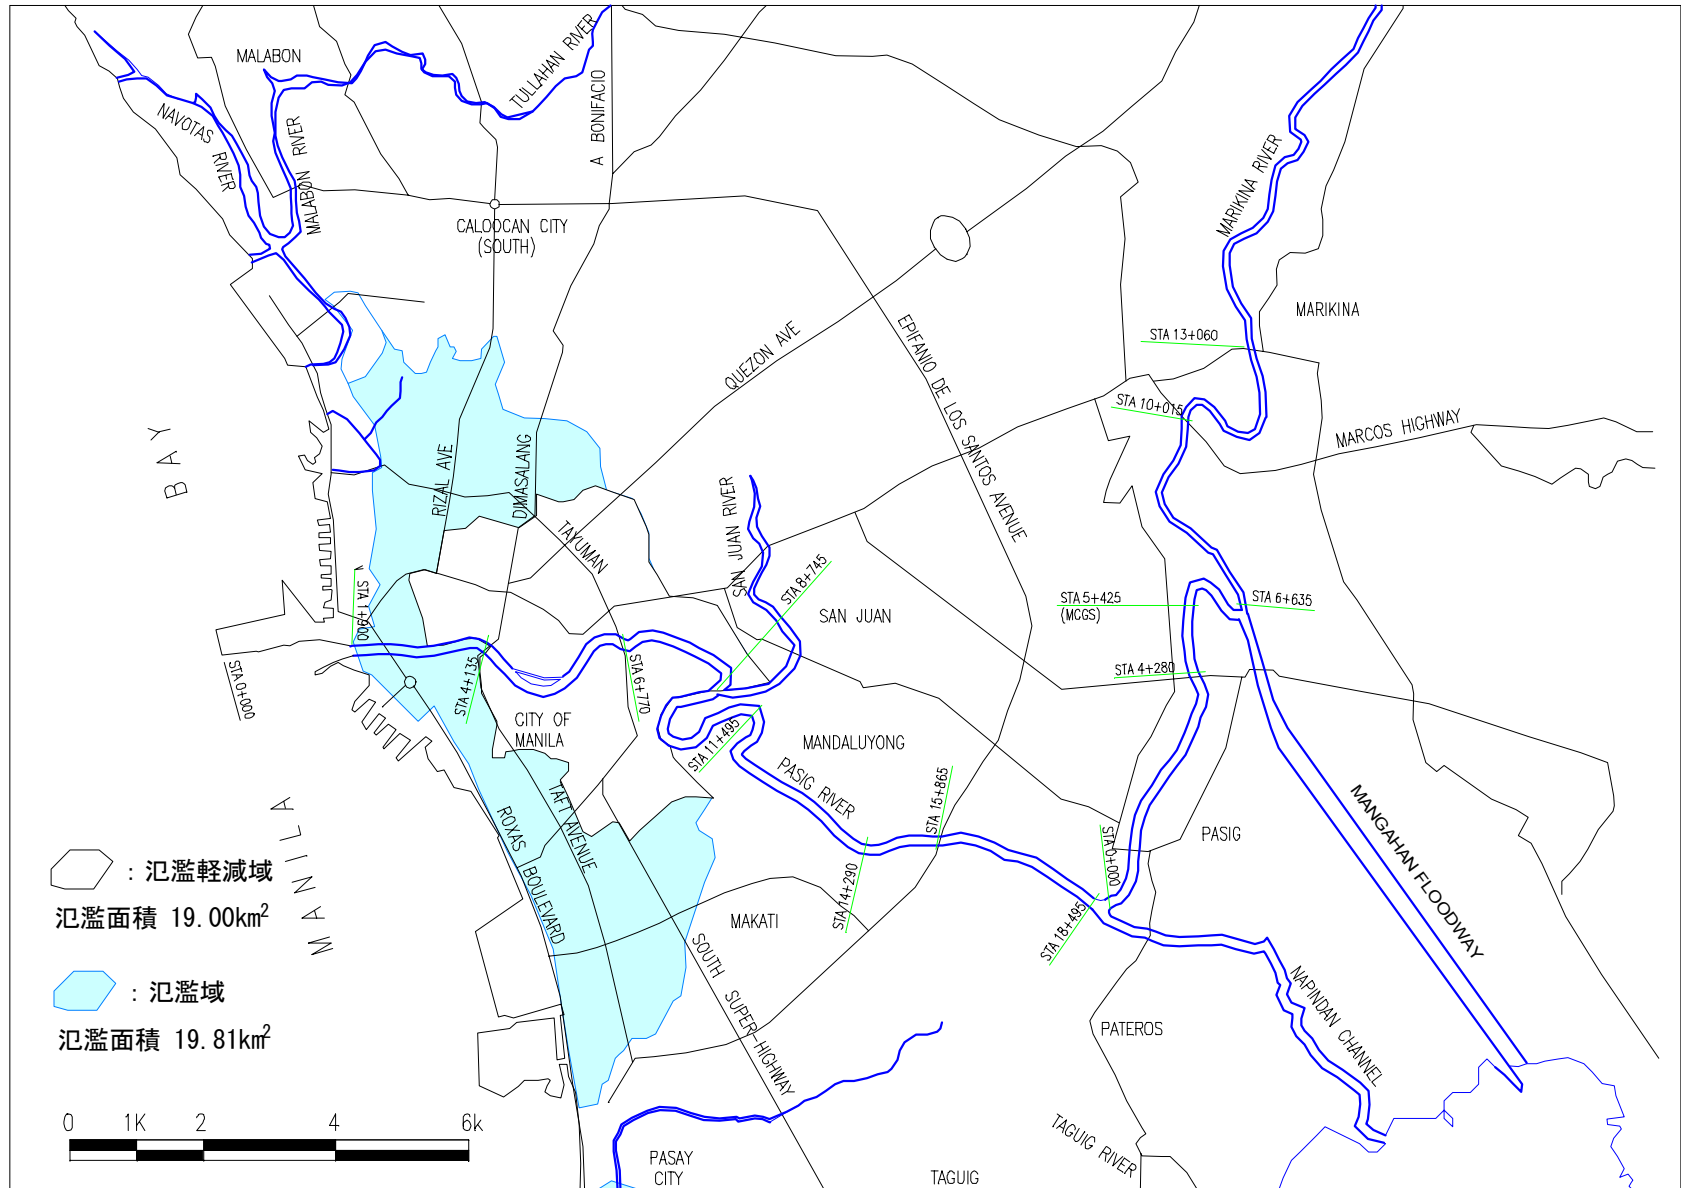 MALABON
TULLAHAN RIVER
A BONIFACIO
NAVOTAS
RIVER
MALABON RIVER
MARIKINA RIVER
CALOOCAN CITY
(SOUTH)
MARIKINA
STA 13+060
QUEZON AVE
EPIFANIO DE LOS SANTOS AVENUE
STA 10+015
MARCOS HIGHWAY
BAY
RIZAL AVE
DIMASALANG
TAYUMAN
SAN JUAN RIVER
STA 8+745
SAN JUAN
STA 5+425
(MCGS)
STA 6+635
STA 1+900
STA 0+000
STA 4+135
STA 6+770
STA 4+280
CITY OF
MANILA
STA 11+495
MANDALUYONG
PASIG RIVER
STA 15+865
MANGAHAN FLOODWAY
PASIG
STA 0+000
MANILA
ROXAS BOULEVARD
TAFT AVENUE
: 氾濫軽減域
氾濫面積 19.00km²
STA 14+290
MAKATI
STA 18+495
SOUTH SUPER-HIGHWAY
NAPINDAN CHANNEL
: 氾濫域
氾濫面積 19.81km²
PATEROS
0 1K 2 4 6k
TAGUIG RIVER
PASAY
CITY
TAGUIG